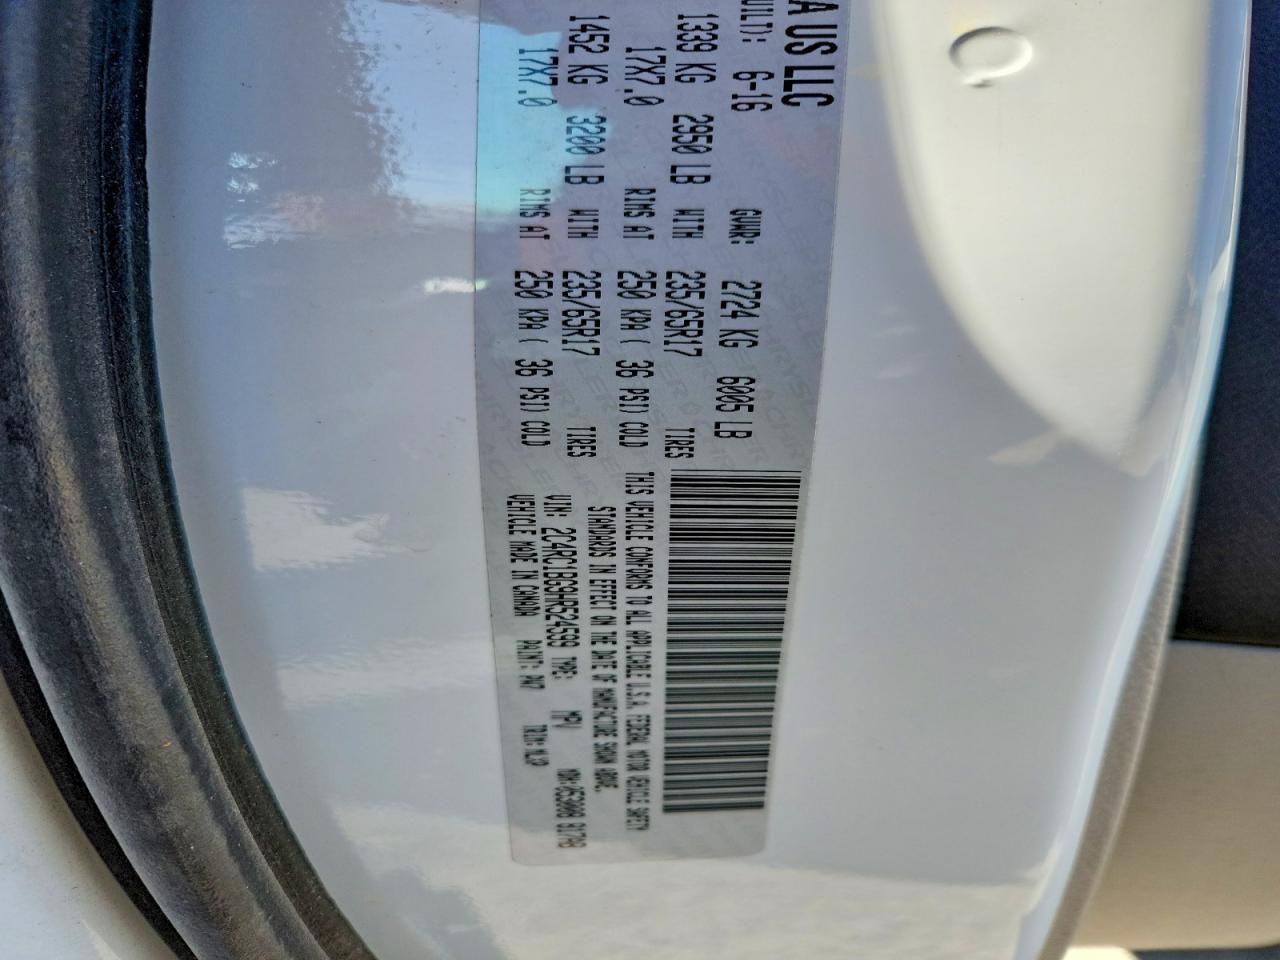 A US LLC
UILT): 6-16 GVWR: 2724 KG 6005 LB
1339 KG 2950 LB WITH 235/65R17 TIRES
17X7.0 RIMS AT 250 KPA ( 36 PSI) COLD
1452 KG 3200 LB WITH 235/65R17 TIRES
17X7.0 RIMS AT 250 KPA ( 36 PSI) COLD
THIS VEHICLE CONFORMS TO ALL APPLICABLE U.S.A. FEDERAL MOTOR VEHICLE SAFETY
STANDARDS IN EFFECT ON THE DATE OF MANUFACTURE SHOWN ABOVE.
VIN: 2C4RC1BG9HR524599 TYPE: MPV
VEHICLE MADE IN CANADA PAINT: PW7 TRIM: